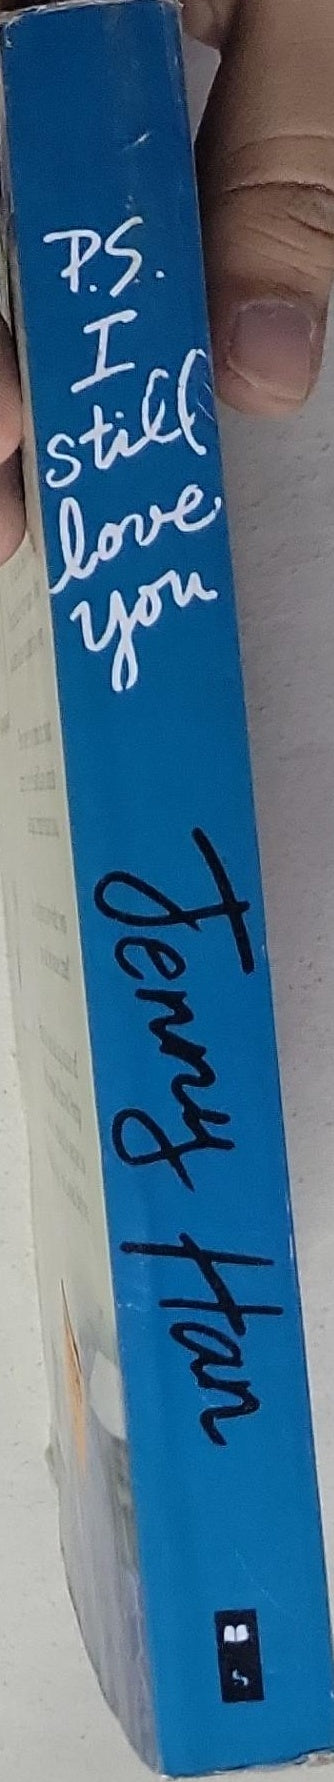 P.S.
I
still
love
you
Jenny Han